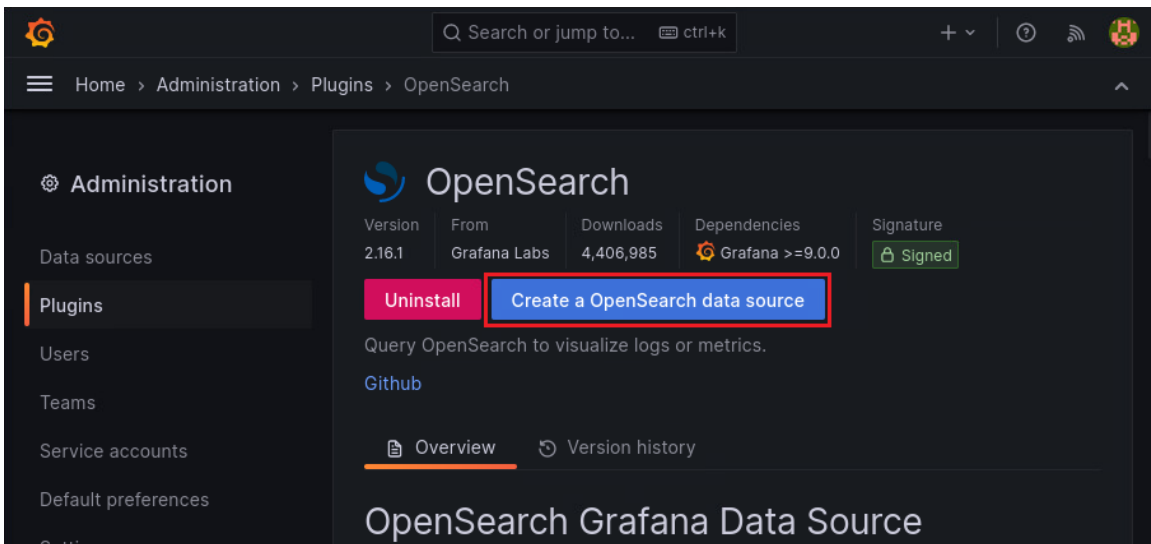 Search or jump to... ctrl+k
Home › Administration › Plugins › OpenSearch
Administration
Data sources
Plugins
Users
Teams
Service accounts
Default preferences
OpenSearch
Version From Downloads Dependencies Signature
2.16.1 Grafana Labs 4,406,985 Grafana >=9.0.0 Signed
Uninstall Create a OpenSearch data source
Query OpenSearch to visualize logs or metrics.
Github
Overview Version history
OpenSearch Grafana Data Source